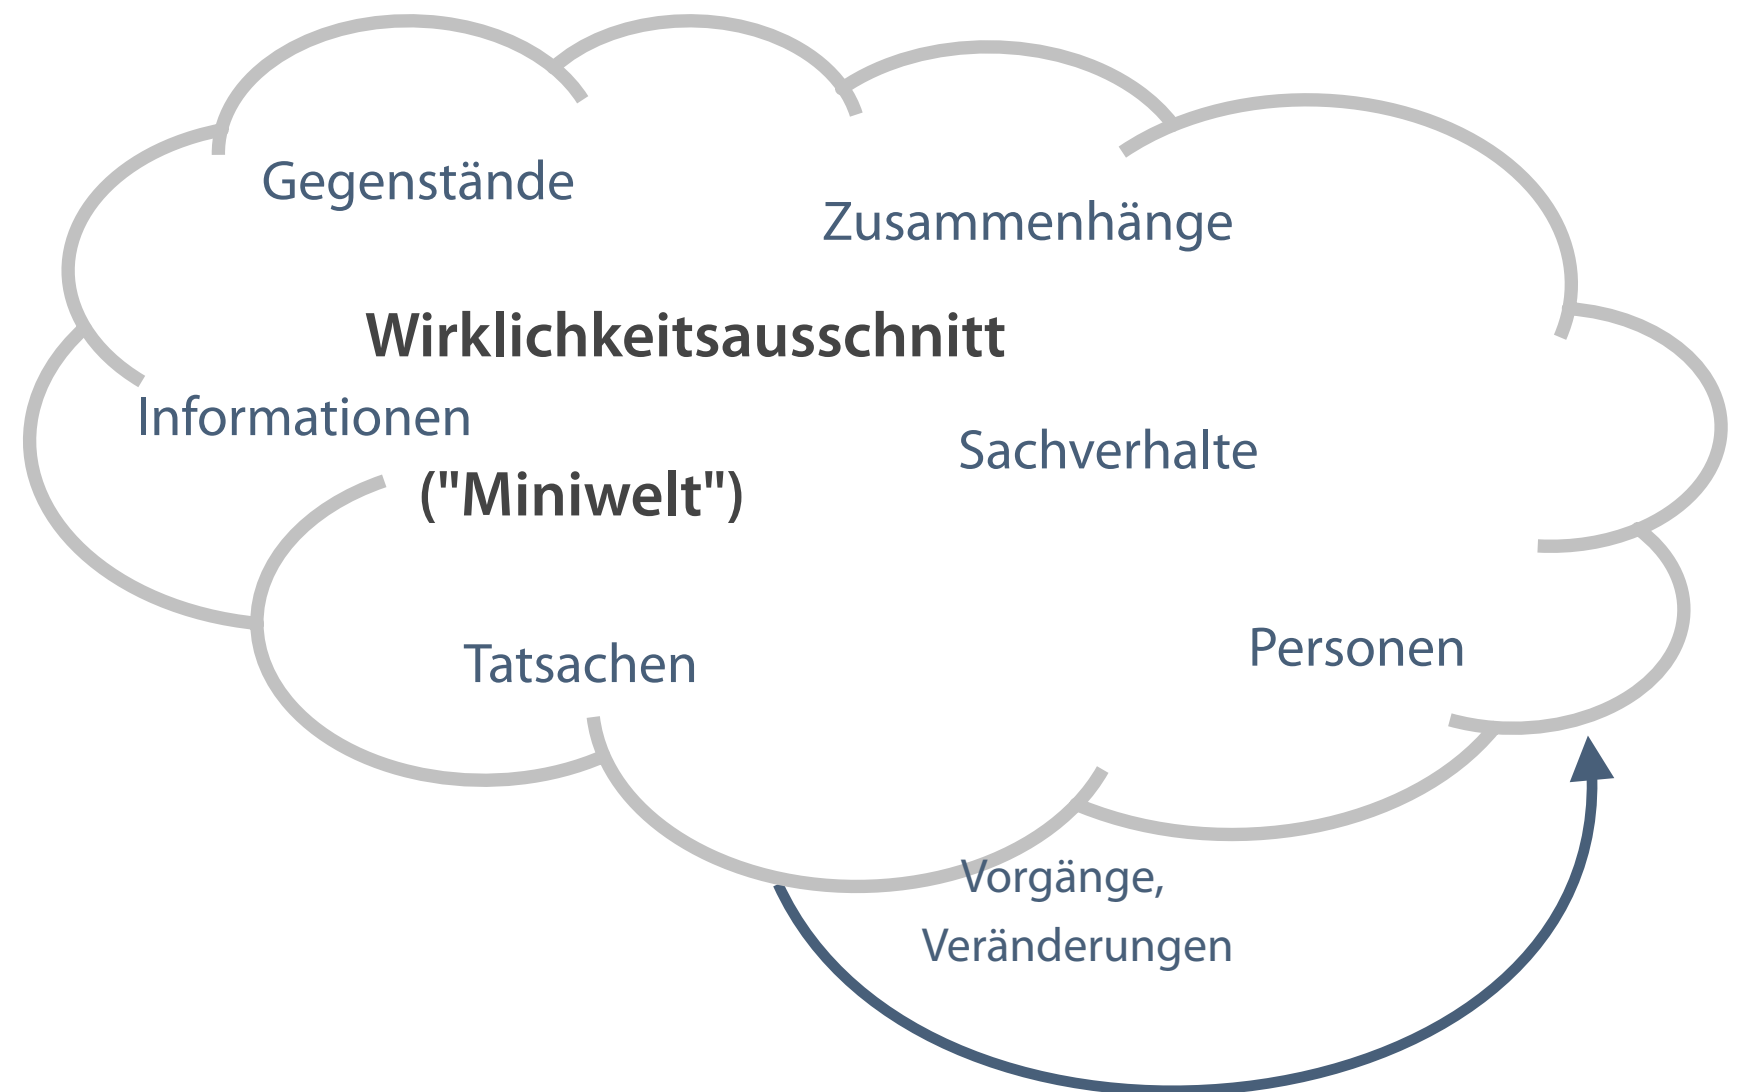 Gegenstände
Zusammenhänge
Wirklichkeitsausschnitt
Informationen
Sachverhalte
("Miniwelt")
Tatsachen
Personen
Vorgänge,
Veränderungen